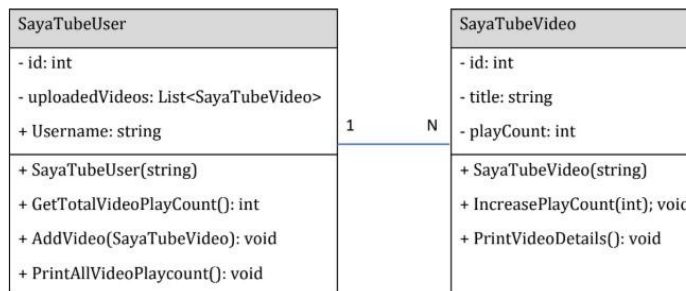 SayaTubeUser
- id: int
- uploadedVideos: List<SayaTubeVideo>
+ Username: string
+ SayaTubeUser(string)
+ GetTotalVideoPlayCount(): int
+ AddVideo(SayaTubeVideo): void
+ PrintAllVideoPlaycount(): void
1 N
SayaTubeVideo
- id: int
- title: string
- playCount: int
+ SayaTubeVideo(string)
+ IncreasePlayCount(int); void
+ PrintVideoDetails(): void